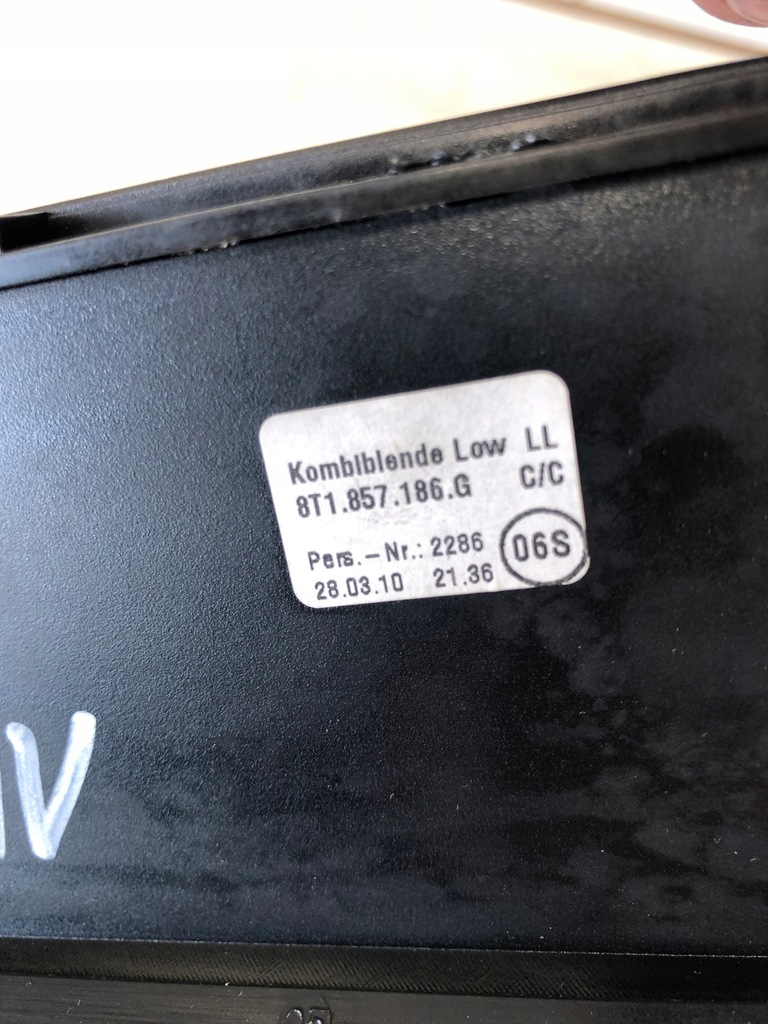 Kombiblende Low LL
8T1.857.186.G C/C
Pers.-Nr.: 2286 06S
28.03.10 21.36